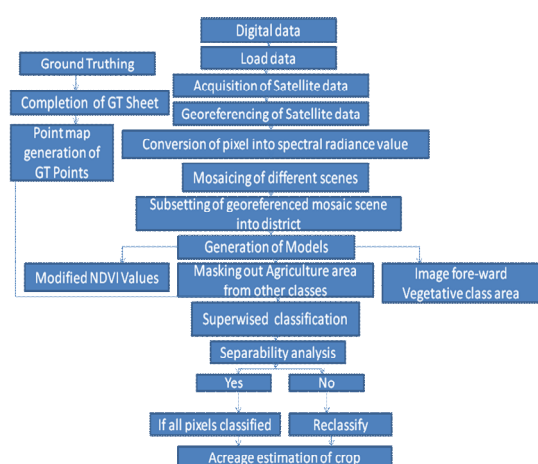 Digital data
Load data
Ground Truthing
Acquisition of Satellite data
Completion of GT Sheet
Georeferencing of Satellite data
Point map
generation of
GT Points
Conversion of pixel into spectral radiance value
Mosaicing of different scenes
Subsetting of georeferenced mosaic scene
into district
Generation of Models
Modified NDVI Values
Masking out Agriculture area
from other classes
Image fore-ward
Vegetative class area
Superwised classification
Separability analysis
Yes
No
If all pixels classified
Reclassify
Acreage estimation of crop